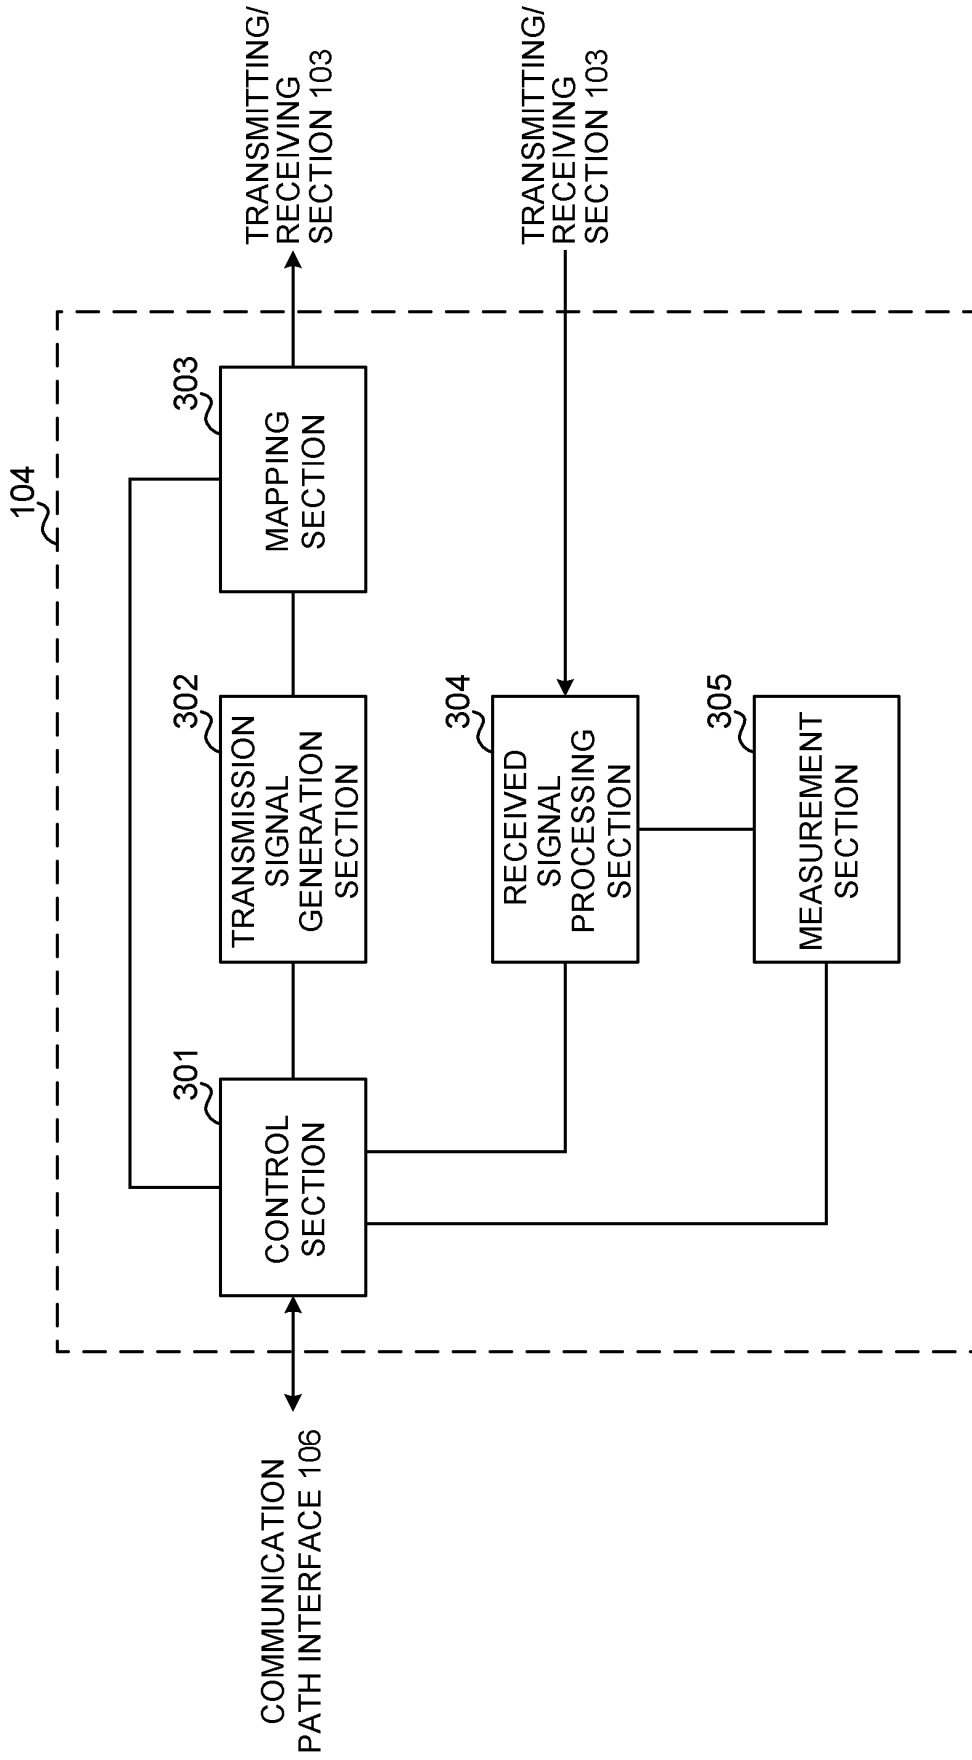 104
COMMUNICATION
PATH INTERFACE 106
301
CONTROL
SECTION
302
TRANSMISSION
SIGNAL
GENERATION
SECTION
303
MAPPING
SECTION
TRANSMITTING/
RECEIVING
SECTION 103
304
RECEIVED
SIGNAL
PROCESSING
SECTION
TRANSMITTING/
RECEIVING
SECTION 103
305
MEASUREMENT
SECTION